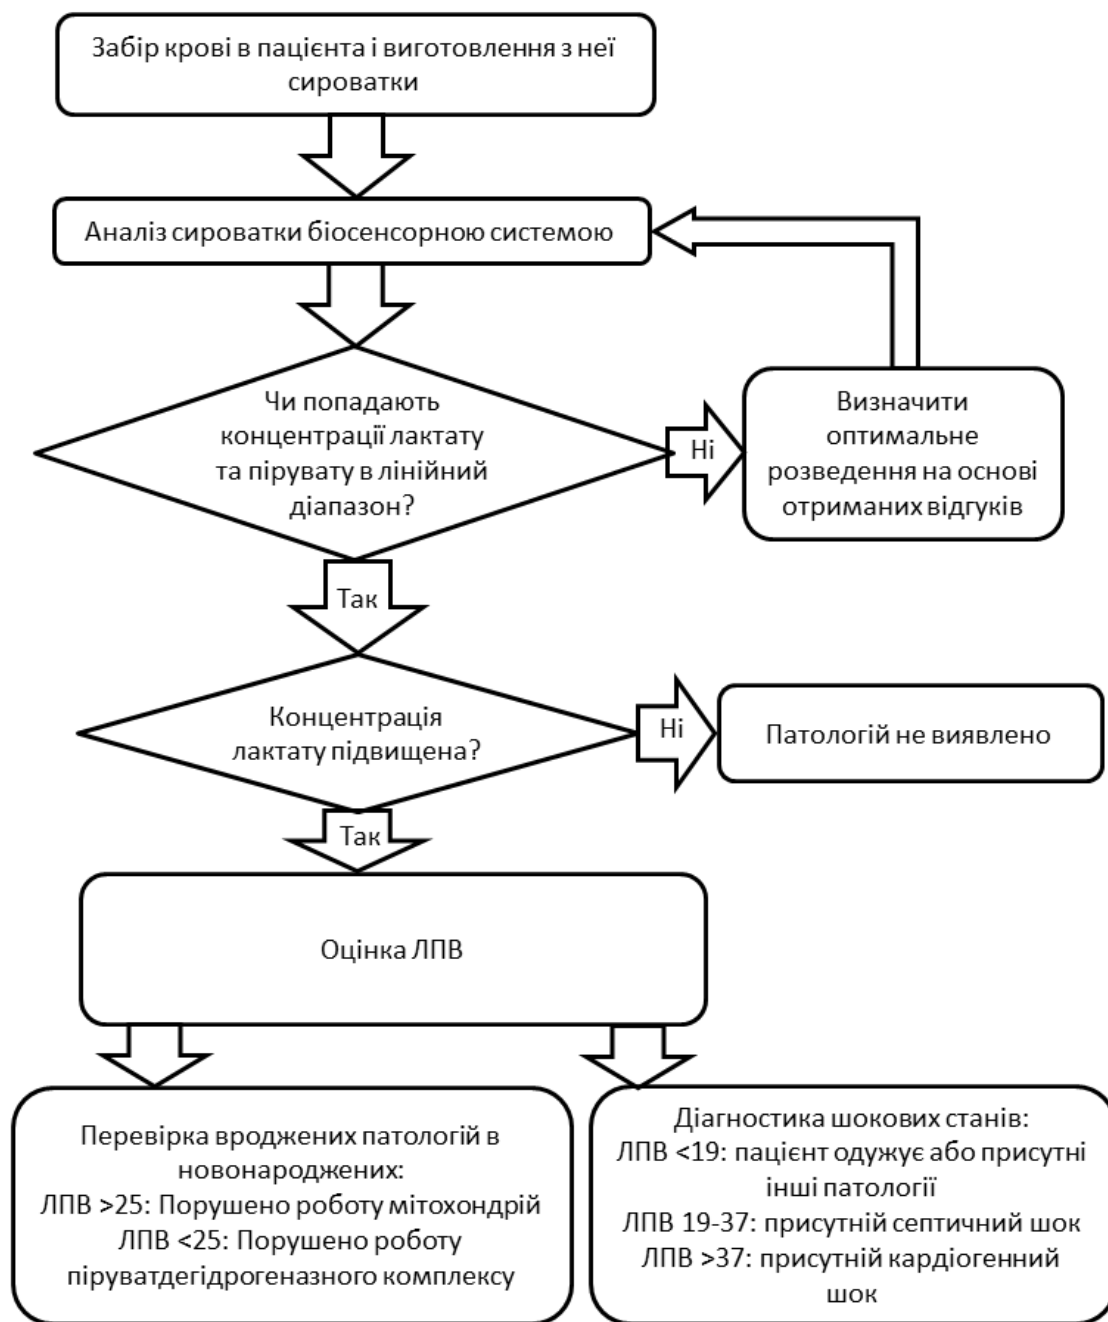 Забір крові в пацієнта і виготовлення з неї
сироватки
Аналіз сироватки біосенсорною системою
Чи попадають
концентрації лактату
та пірувату в лінійний
діапазон?
Ні
Визначити
оптимальне
розведення на основі
отриманих відгуків
Так
Концентрація
лактату підвищена?
Ні
Патологій не виявлено
Так
Оцінка ЛПВ
Перевірка вроджених патологій в
новонароджених:
ЛПВ >25: Порушено роботу мітохондрій
ЛПВ <25: Порушено роботу
піруватдегідрогеназного комплексу
Діагностика шокових станів:
ЛПВ <19: пацієнт одужує або присутні
інші патології
ЛПВ 19-37: присутній септичний шок
ЛПВ >37: присутній кардіогенний
шок